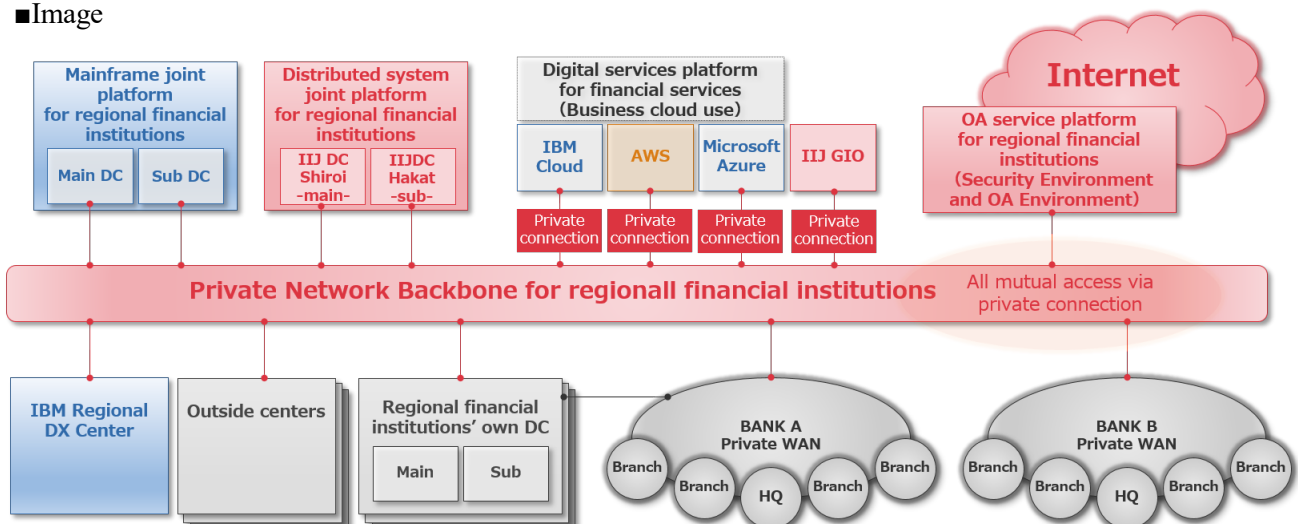 ■Image
Mainframe joint
platform
for regional financial
institutions
Main DC
Sub DC
Distributed system
joint platform
for regional financial
institutions
IIJ DC
Shiroi
-main-
IIJDC
Hakat
-sub-
Digital services platform
for financial services
(Business cloud use)
IBM
Cloud
AWS
Microsoft
Azure
IIJ GIO
Private
connection
Private
connection
Private
connection
Private
connection
Internet
OA service platform
for regional financial
institutions
(Security Environment
and OA Environment)
Private Network Backbone for regionall financial institutions
All mutual access via
private connection
IBM Regional
DX Center
Outside centers
Regional financial
institutions' own DC
Main
Sub
BANK A
Private WAN
Branch
Branch
HQ
Branch
Branch
BANK B
Private WAN
Branch
Branch
HQ
Branch
Branch